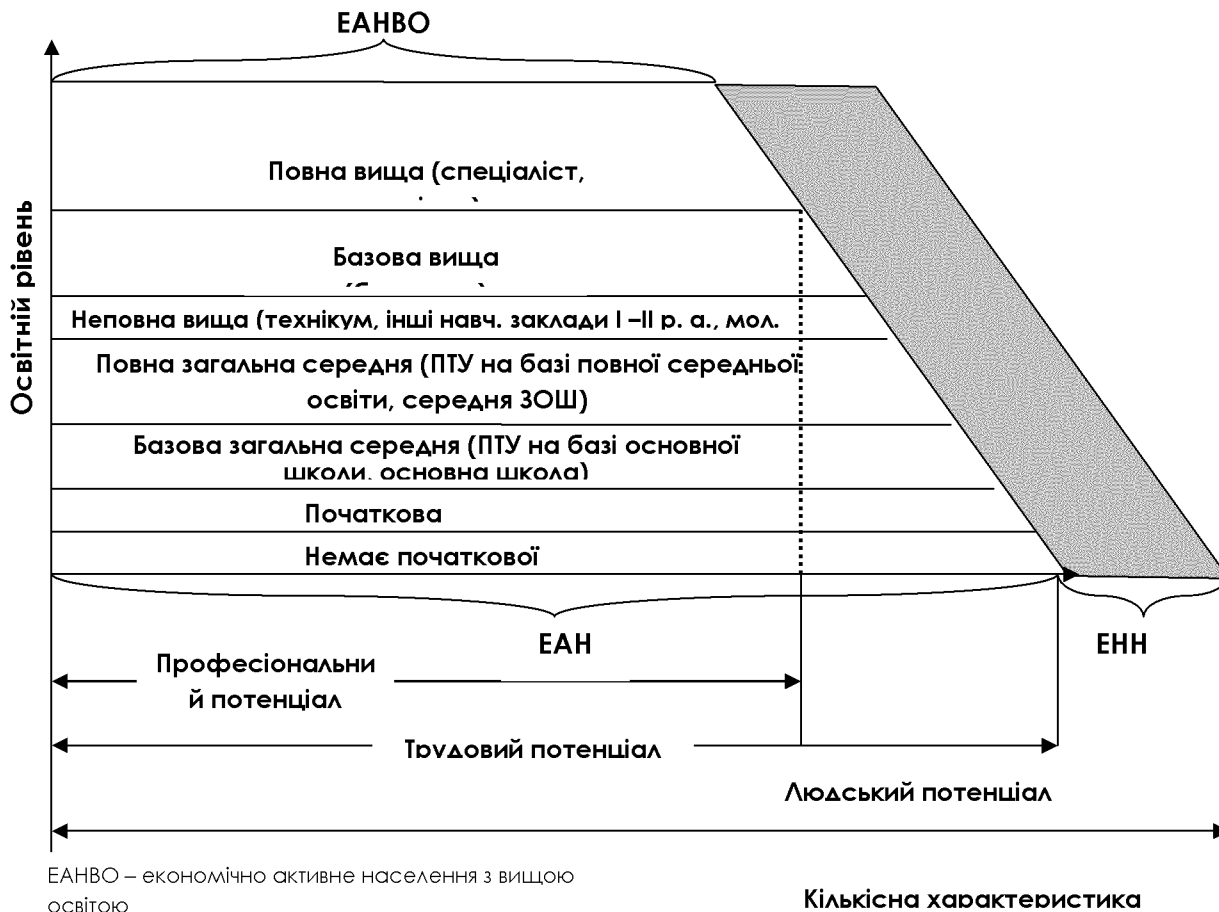 ЕАНВО
Освітній рівень
Повна вища (спеціаліст,
Базова вища
Неповна вища (технікум, інші навч. заклади І –ІІ р. а., мол.
Повна загальна середня (ПТУ на базі повної середньої
освіти, середня ЗОШ)
Базова загальна середня (ПТУ на базі основної
школи, основна школа)
Початкова
Немає початкової
ЕАН
ЕНН
Професіональни
й потенціал
Трудовий потенціал
Людський потенціал
ЕАНВО – економічно активне населення з вищою
освітою
Кількісна характеристика